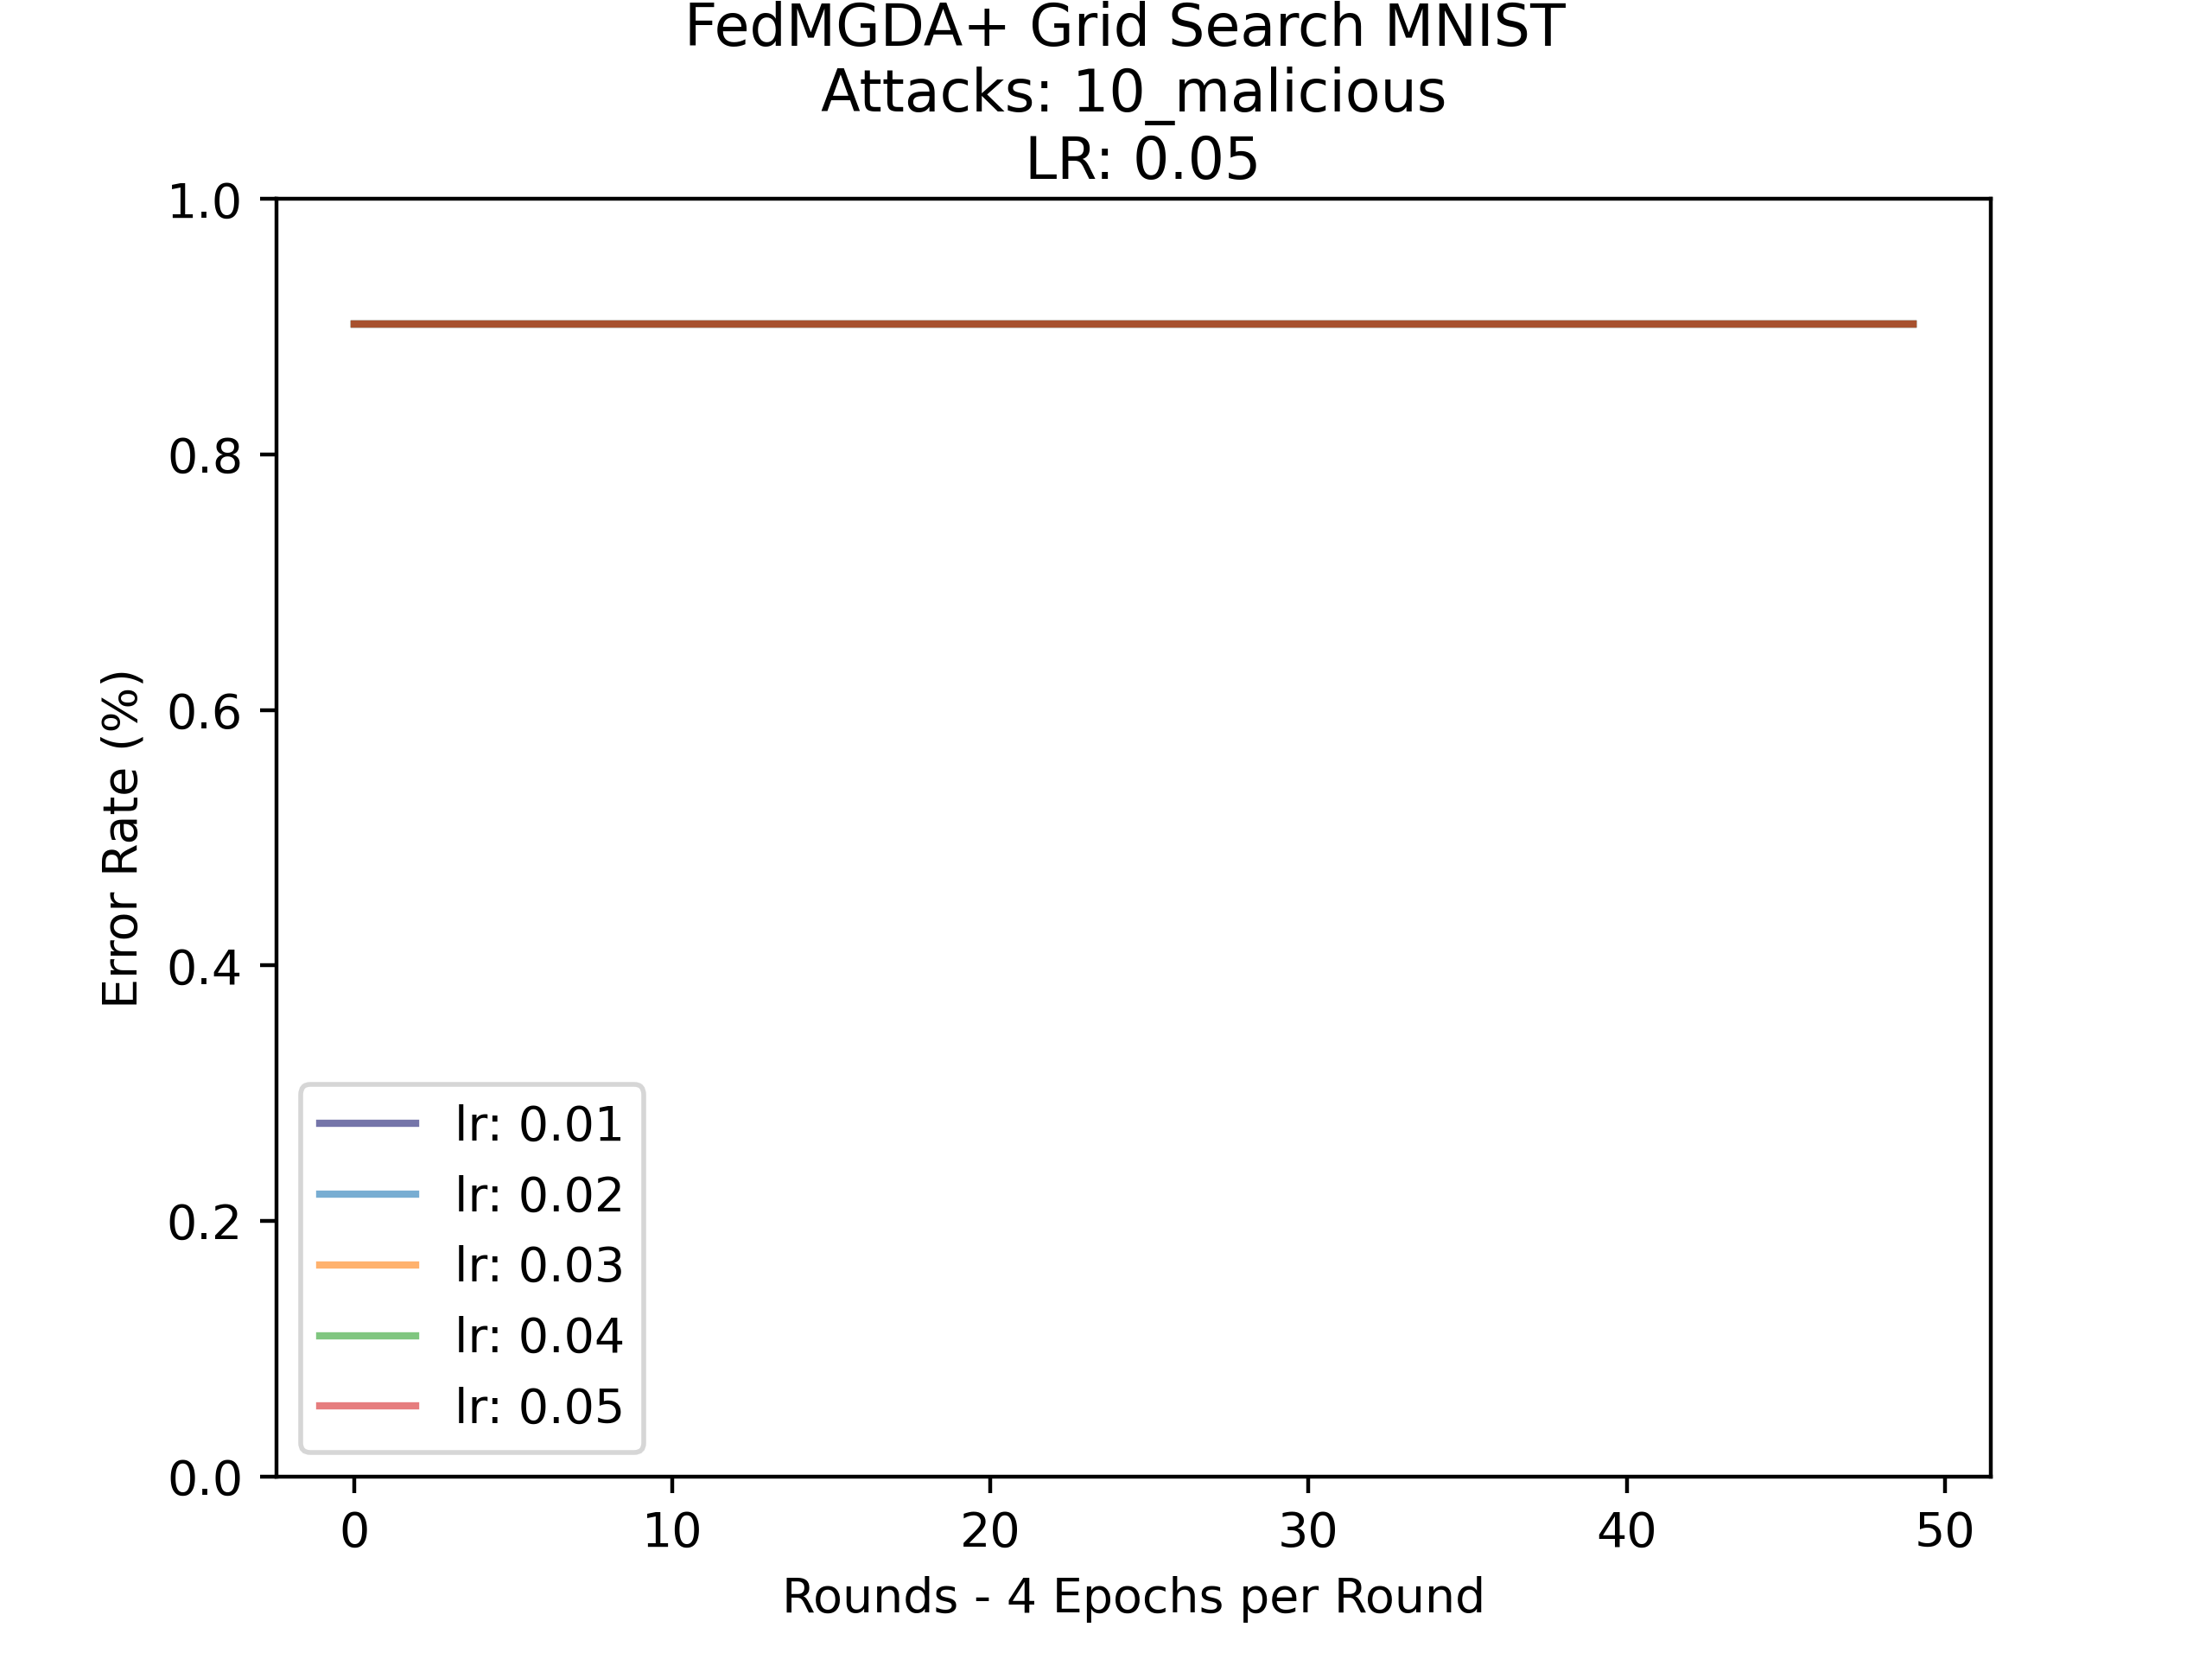 FedMGDA+ Grid Search MNIST
Attacks: 10_malicious
LR: 0.05
1.0
0.8
0.6
0.4
0.2
0.0
Error Rate (%)
lr: 0.01
lr: 0.02
lr: 0.03
lr: 0.04
lr: 0.05
0 10 20 30 40 50
Rounds - 4 Epochs per Round